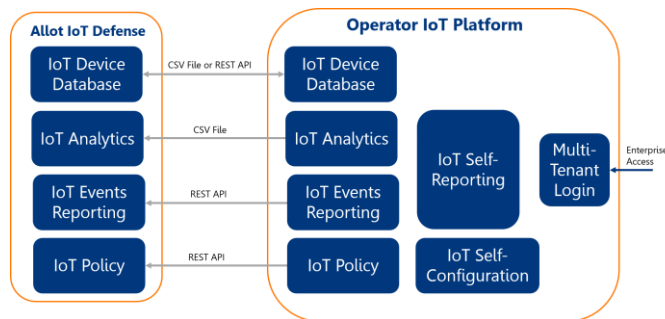 Allot IoT Defense
Operator IoT Platform
IoT Device
Database
CSV File or REST API
IoT Device
Database
IoT Analytics
CSV File
IoT Analytics
IoT Self-
Reporting
Multi-
Tenant
Login
Enterprise
Access
IoT Events
Reporting
REST API
IoT Events
Reporting
IoT Policy
REST API
IoT Policy
IoT Self-
Configuration